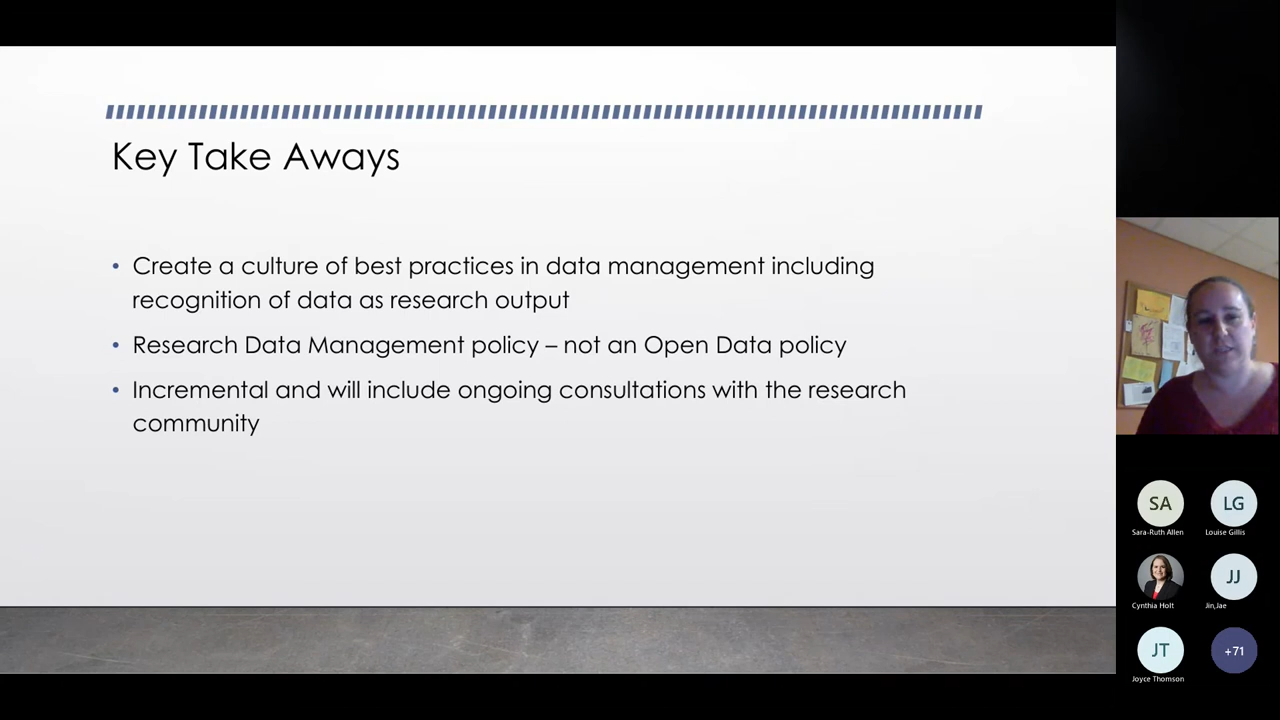 Key Take Aways
• Create a culture of best practices in data management including
recognition of data as research output
• Research Data Management policy – not an Open Data policy
• Incremental and will include ongoing consultations with the research
community
SA
LG
Sara-Ruth Allen
Louise Gillis
JJ
Cynthia Holt
Jin,Jae
JT
+71
Joyce Thomson